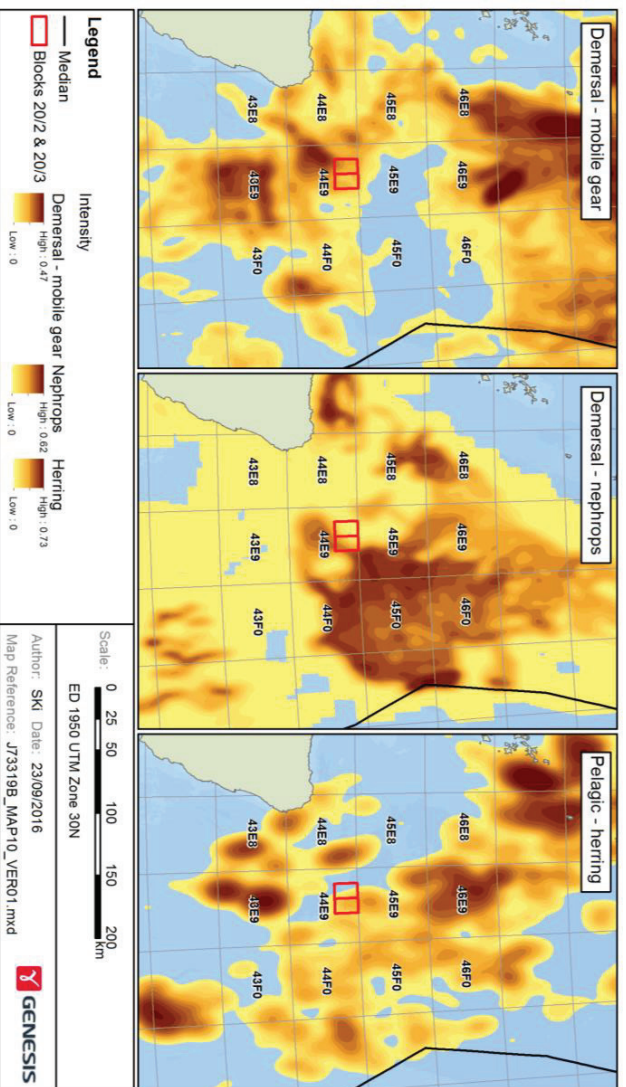 Demersal - mobile gear
46E8
46E9
46F0
45E8
45E9
45F0
44E8
44E9
44F0
43E8
43E9
43F0
Demersal - nephrops
46E8
46E9
46F0
45E8
45E9
45F0
44E8
44E9
44F0
43E8
43E9
43F0
Pelagic - herring
46E8
46E9
46F0
45E8
45E9
45F0
44E8
44E9
44F0
43E8
43E9
43F0
Legend
Median
Blocks 20/2 & 20/3
Intensity
Demersal - mobile gear
High : 0.47
Low : 0
Nephrops
High : 0.62
Low : 0
Herring
High : 0.73
Low : 0
Scale:
0 25 50 100 150 200
km
ED 1950 UTM Zone 30N
Author: SKi Date: 23/09/2016
Map Reference: J73319B_MAP10_VER01.mxd
GENESIS